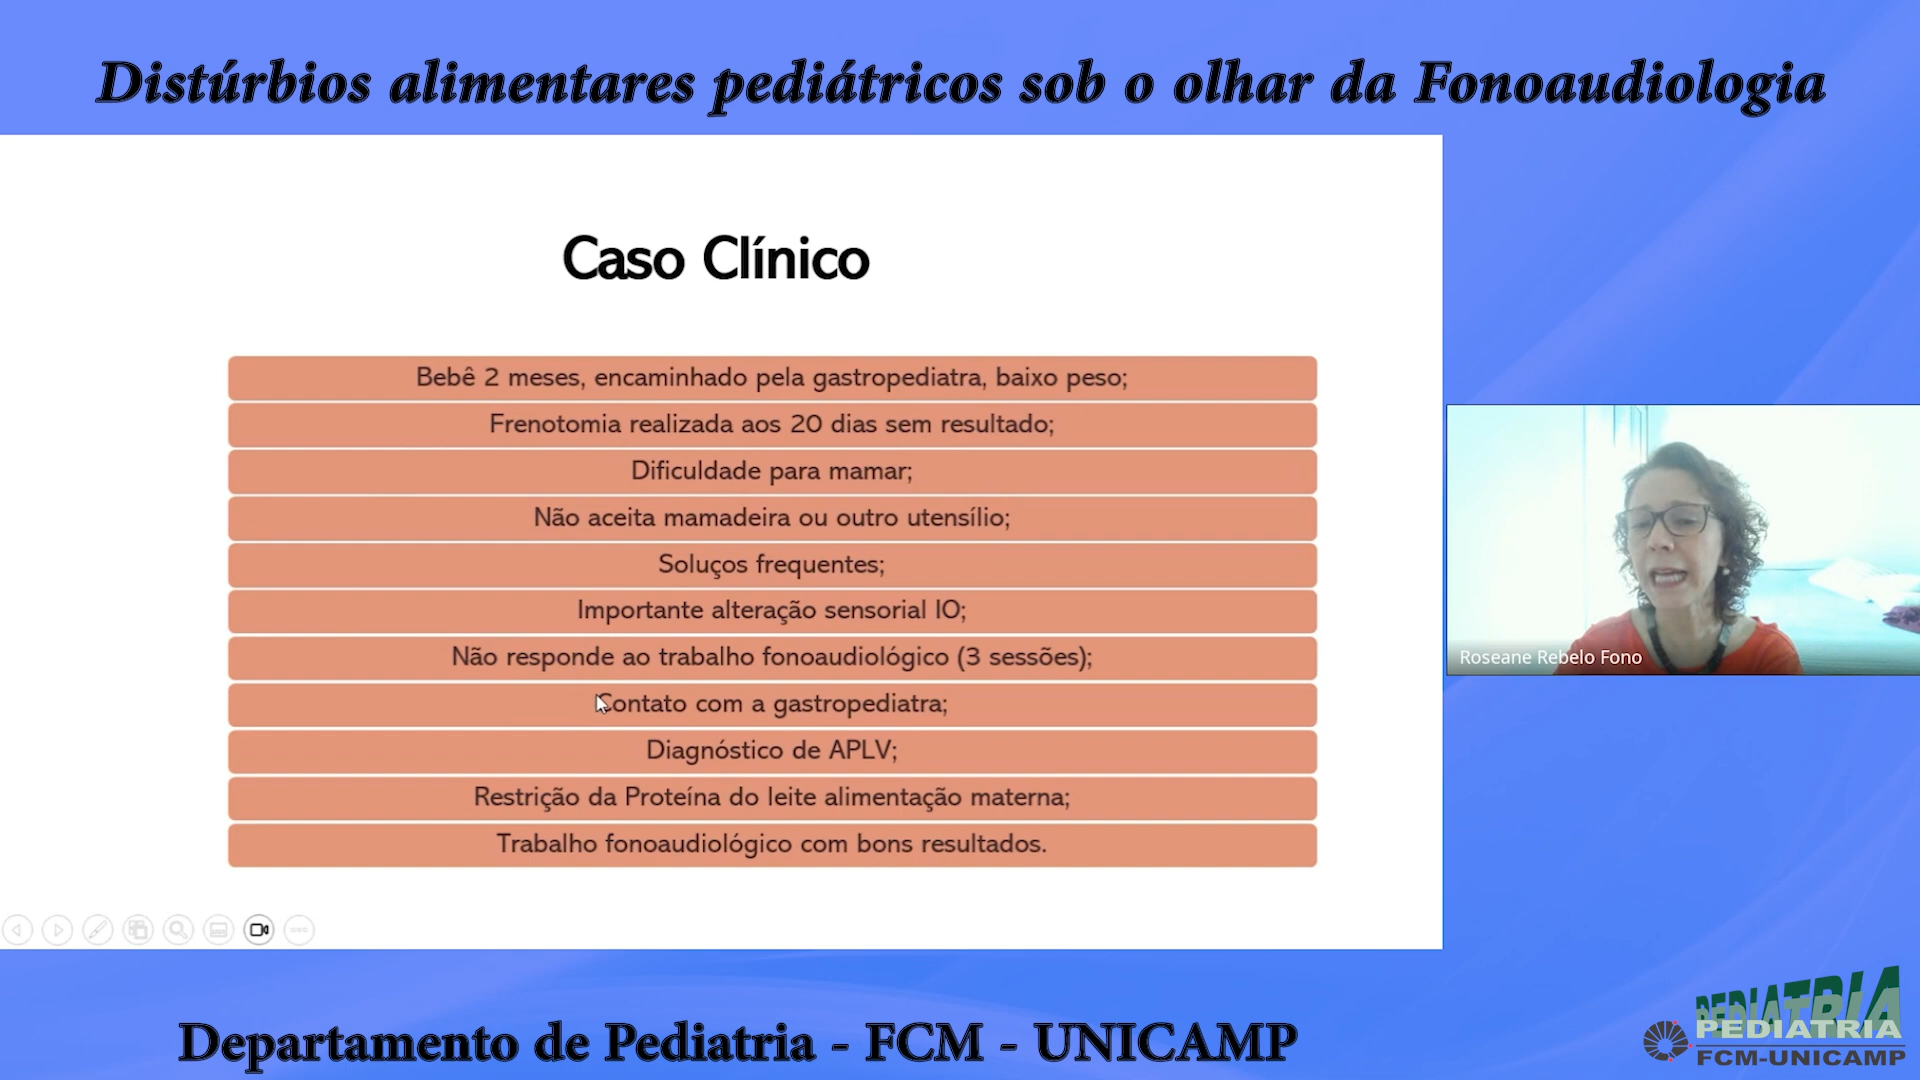 Distúrbios alimentares pediátricos sob o olhar da Fonoaudiologia
Caso Clínico
Bebê 2 meses, encaminhado pela gastropediatra, baixo peso;
Frenotomia realizada aos 20 dias sem resultado;
Dificuldade para mamar;
Não aceita mamadeira ou outro utensílio;
Soluços frequentes;
Importante alteração sensorial IO;
Não responde ao trabalho fonoaudiológico (3 sessões);
Contato com a gastropediatra;
Diagnóstico de APLV;
Restrição da Proteína do leite alimentação materna;
Trabalho fonoaudiológico com bons resultados.
Roseane Rebelo Fono
Departamento de Pediatria - FCM - UNICAMP
PEDIATRIA
PEDIATRIA
FCM-UNICAMP